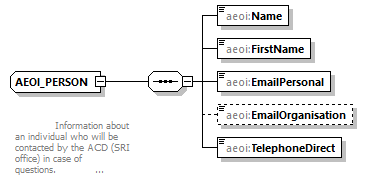 AEOI_PERSON
Information about
an individual who will be
contacted by the ACD (SRI
office) in case of
questions. ...
aeoi:Name
aeoi:FirstName
aeoi:EmailPersonal
aeoi:EmailOrganisation
aeoi:TelephoneDirect